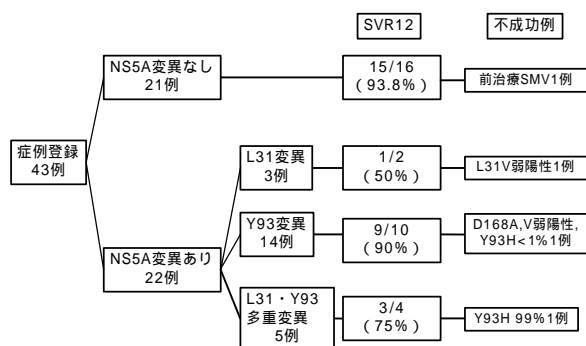 SVR12
不成功例
NS5A変異なし
21例
15/16
(93.8%)
前治療SMV1例
症例登録
43例
L31変異
3例
1/2
(50%)
L31V弱陽性1例
Y93変異
14例
9/10
(90%)
D168A,V弱陽性,
Y93H<1%1例
NS5A変異あり
22例
L31・Y93
多重変異
5例
3/4
(75%)
Y93H 99%1例